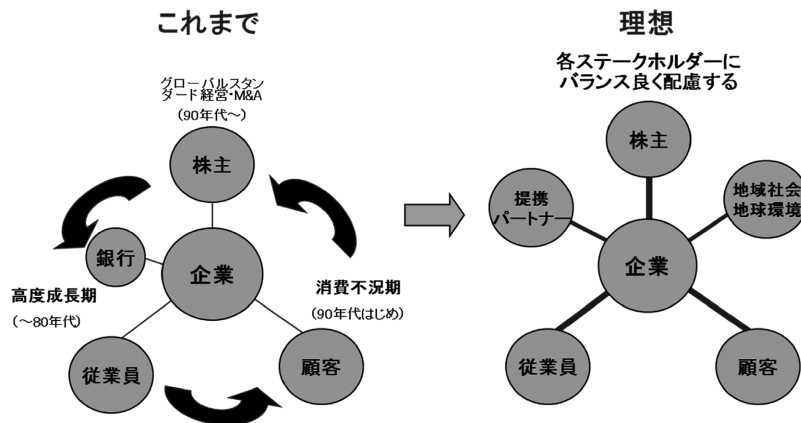 これまで
グローバルスタン
ダード経営・M&A
(90年代～)
株主
銀行
企業
高度成長期
(～80年代)
消費不況期
(90年代はじめ)
従業員
顧客
理想
各ステークホルダーに
バランス良く配慮する
株主
提携
パートナー
地域社会
地球環境
企業
従業員
顧客